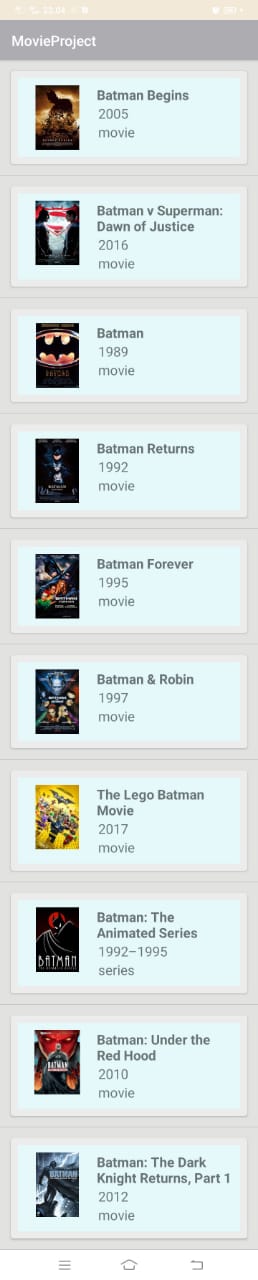 22:04
MovieProject
Batman Begins
2005
movie
Batman v Superman:
Dawn of Justice
2016
movie
Batman
1989
movie
Batman Returns
1992
movie
Batman Forever
1995
movie
Batman & Robin
1997
movie
The Lego Batman
Movie
2017
movie
Batman: The
Animated Series
1992–1995
series
BATMAN
Batman: Under the
Red Hood
2010
movie
Batman: The Dark
Knight Returns, Part 1
2012
movie
BATMAN